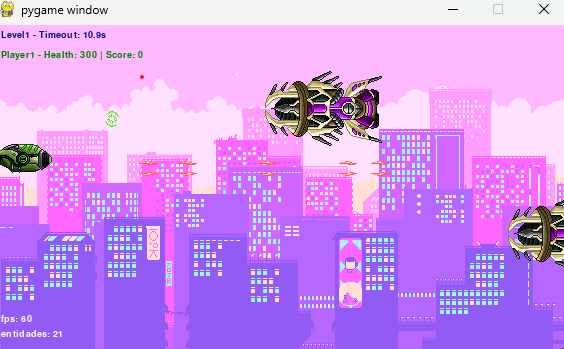 pygame window
Level1 - Timeout: 10.9s
Player1 - Health: 300 | Score: 0
fps: 60
entidades: 21